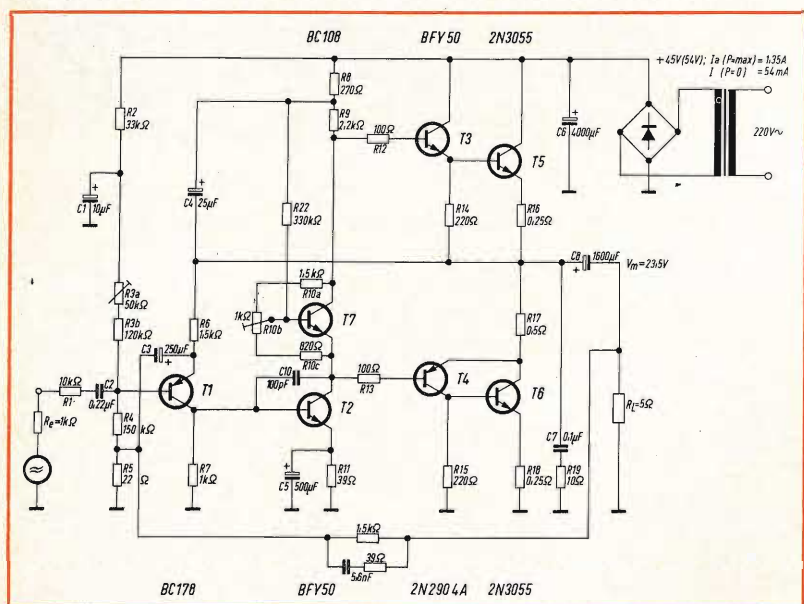 BC108 BFY50 2N3055
+45V(54V); Ia (P=max) = 1,35A
I (P=0) = 54mA
R8
270Ω
R2
33kΩ
R9
2,2kΩ
100Ω
R12
T3
T5
C6
4000µF
220V~
C1
10µF
C4
25µF
R22
330kΩ
R14
220Ω
R16
0,25Ω
C8
1600µF
Vm = 23,5V
R3a
50kΩ
1,5kΩ
R10a
1kΩ
R10b
T7
R3b
120kΩ
R6
1,5kΩ
R17
0,5Ω
C3
250µF
820Ω
R10c
C10
100pF
100Ω
R13
T4
T6
10kΩ
R1
C2
0,22µF
T1
T2
RL=5Ω
Re=1kΩ
R4
150kΩ
C7
0,1µF
R5
22Ω
R7
1kΩ
C5
500µF
R11
39Ω
R15
220Ω
R18
0,25Ω
R19
10Ω
1,5kΩ
39Ω
5,6nF
BC178 BFY50 2N2904A 2N3055